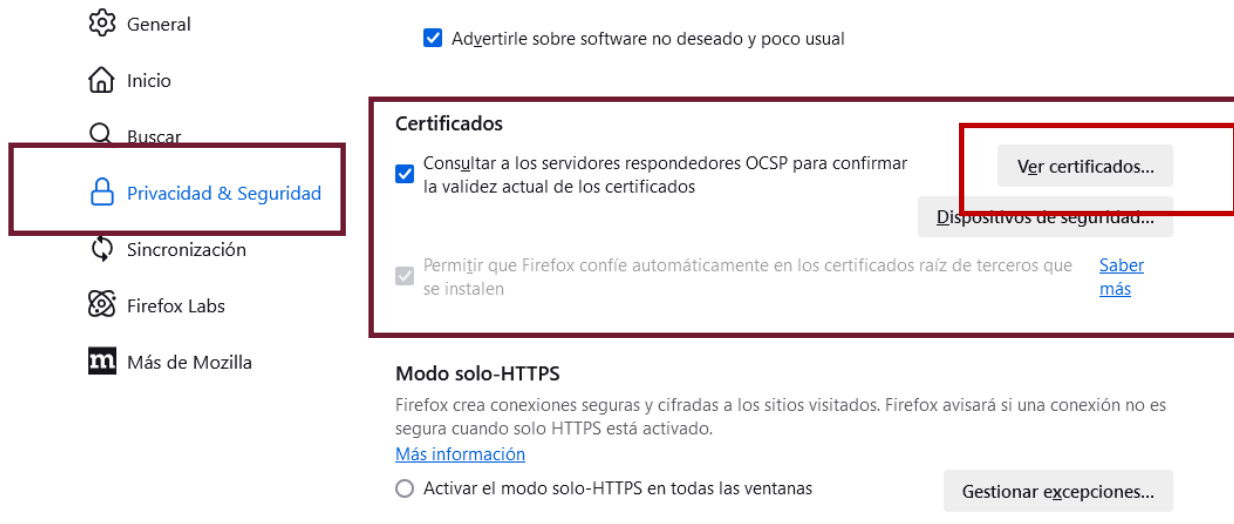 General
Inicio
Buscar
Privacidad & Seguridad
Sincronización
Firefox Labs
m Más de Mozilla
Advertirle sobre software no deseado y poco usual
Certificados
Consultar a los servidores respondedores OCSP para confirmar
la validez actual de los certificados
Ver certificados...
Dispositivos de seguridad...
Permitir que Firefox confíe automáticamente en los certificados raíz de terceros que
se instalen
Saber
más
Modo solo-HTTPS
Firefox crea conexiones seguras y cifradas a los sitios visitados. Firefox avisará si una conexión no es
segura cuando solo HTTPS está activado.
Más información
Activar el modo solo-HTTPS en todas las ventanas
Gestionar excepciones...